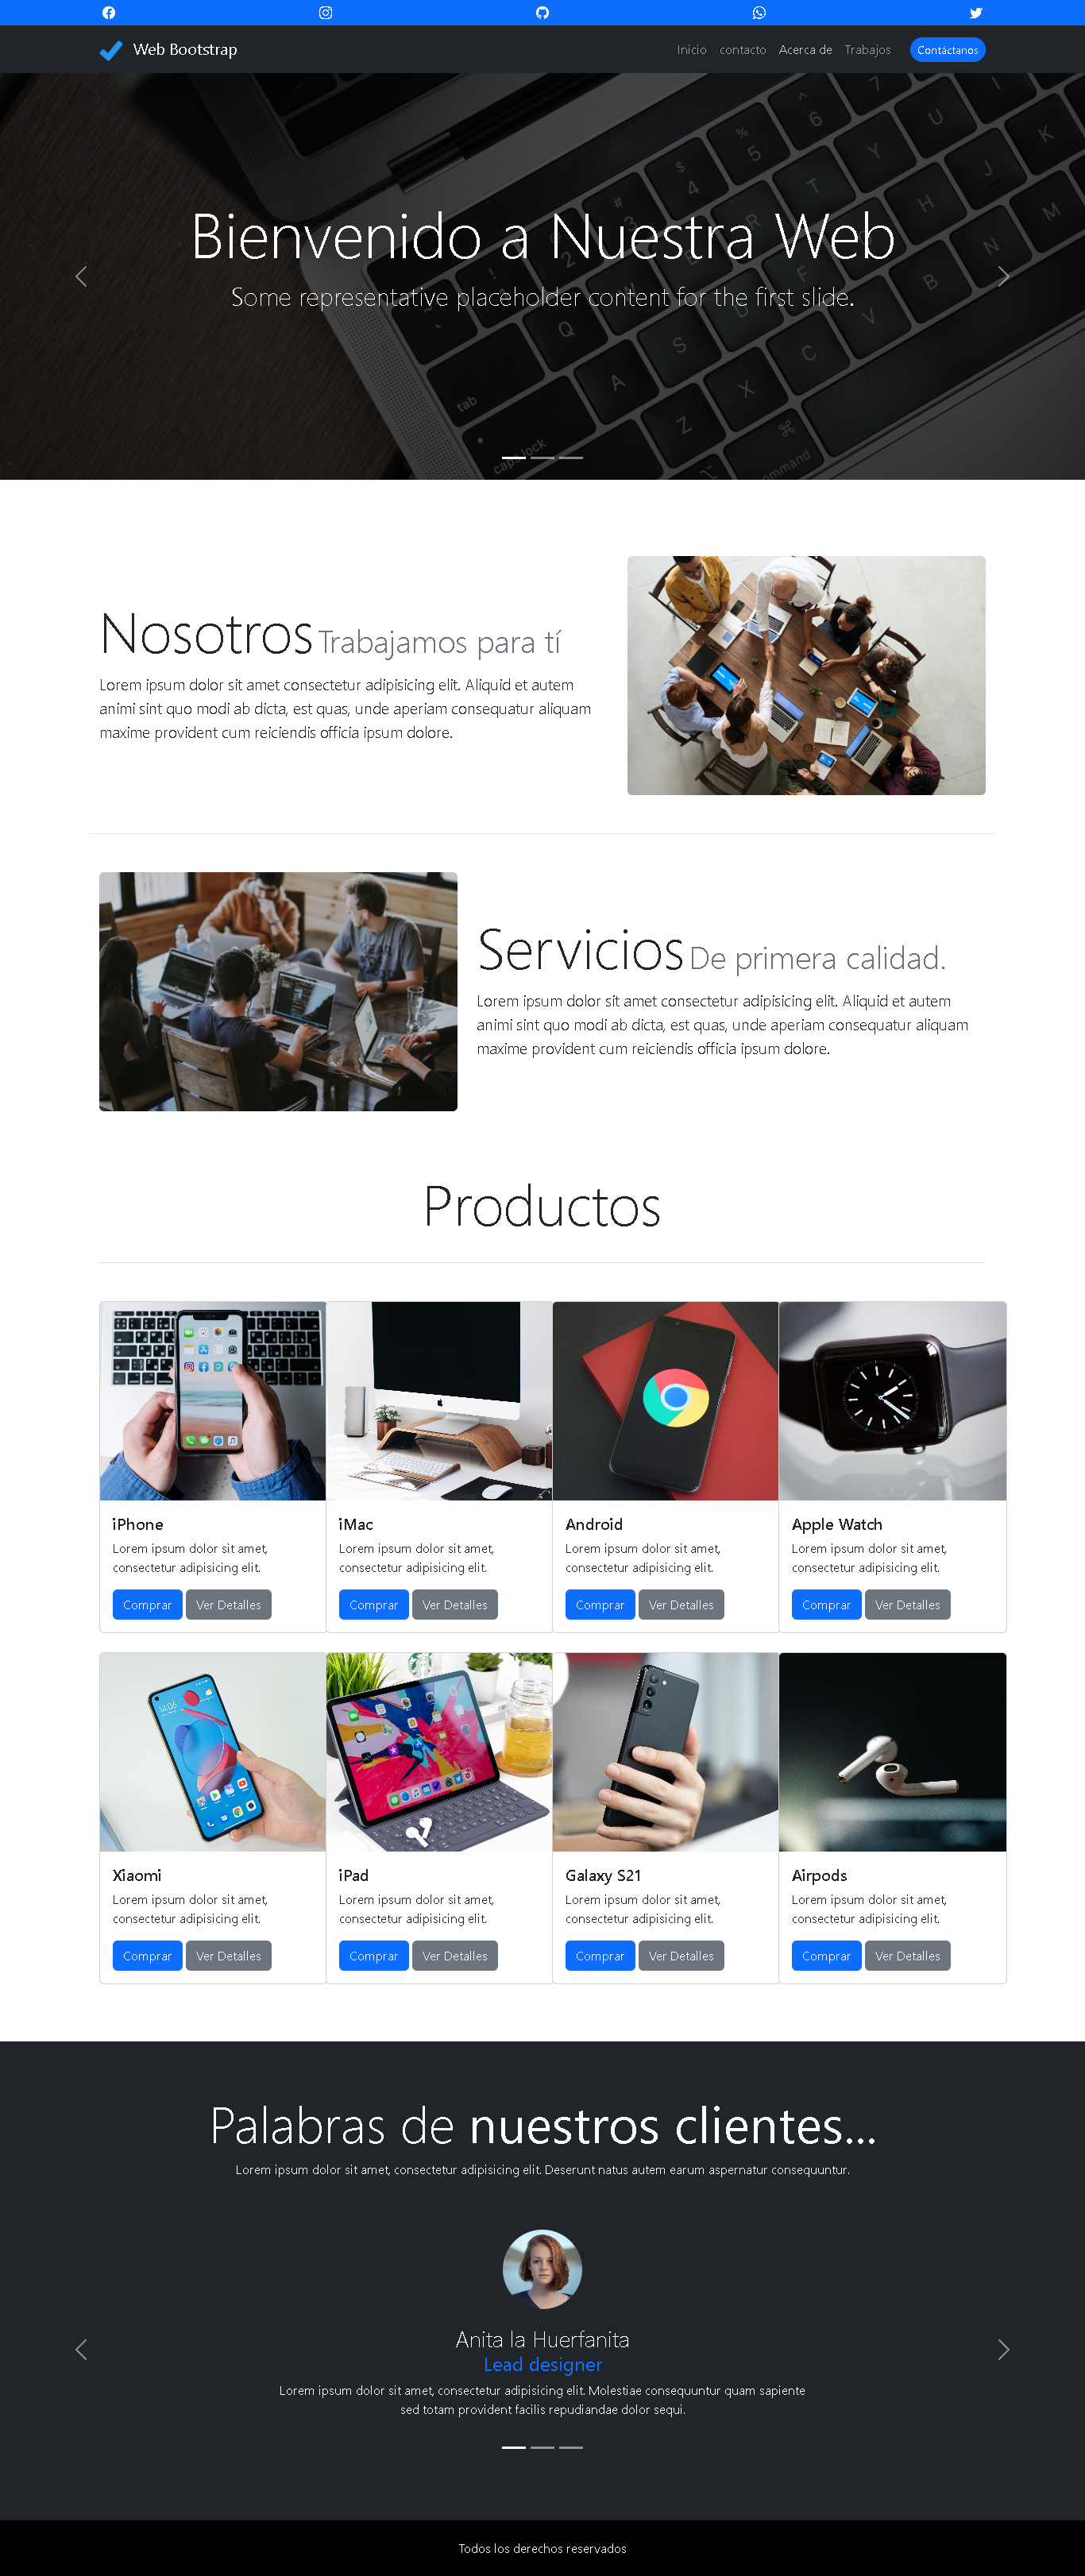 Web Bootstrap
Inicio contacto Acerca de Trabajos Contáctanos
Bienvenido a Nuestra Web
Some representative placeholder content for the first slide.
tab
caps lock
command
Nosotros Trabajamos para tí
Lorem ipsum dolor sit amet consectetur adipisicing elit. Aliquid et autem
animi sint quo modi ab dicta, est quas, unde aperiam consequatur aliquam
maxime provident cum reiciendis officia ipsum dolore.
Servicios De primera calidad.
Lorem ipsum dolor sit amet consectetur adipisicing elit. Aliquid et autem
animi sint quo modi ab dicta, est quas, unde aperiam consequatur aliquam
maxime provident cum reiciendis officia ipsum dolore.
Productos
iPhone
Lorem ipsum dolor sit amet,
consectetur adipisicing elit.
Comprar Ver Detalles
iMac
Lorem ipsum dolor sit amet,
consectetur adipisicing elit.
Comprar Ver Detalles
Android
Lorem ipsum dolor sit amet,
consectetur adipisicing elit.
Comprar Ver Detalles
Apple Watch
Lorem ipsum dolor sit amet,
consectetur adipisicing elit.
Comprar Ver Detalles
Xiaomi
Lorem ipsum dolor sit amet,
consectetur adipisicing elit.
Comprar Ver Detalles
iPad
Lorem ipsum dolor sit amet,
consectetur adipisicing elit.
Comprar Ver Detalles
Galaxy S21
Lorem ipsum dolor sit amet,
consectetur adipisicing elit.
Comprar Ver Detalles
Airpods
Lorem ipsum dolor sit amet,
consectetur adipisicing elit.
Comprar Ver Detalles
Palabras de nuestros clientes...
Lorem ipsum dolor sit amet, consectetur adipisicing elit. Deserunt natus autem earum aspernatur consequuntur.
Anita la Huerfanita
Lead designer
Lorem ipsum dolor sit amet, consectetur adipisicing elit. Molestiae consequuntur quam sapiente
sed totam provident facilis repudiandae dolor sequi.
Todos los derechos reservados